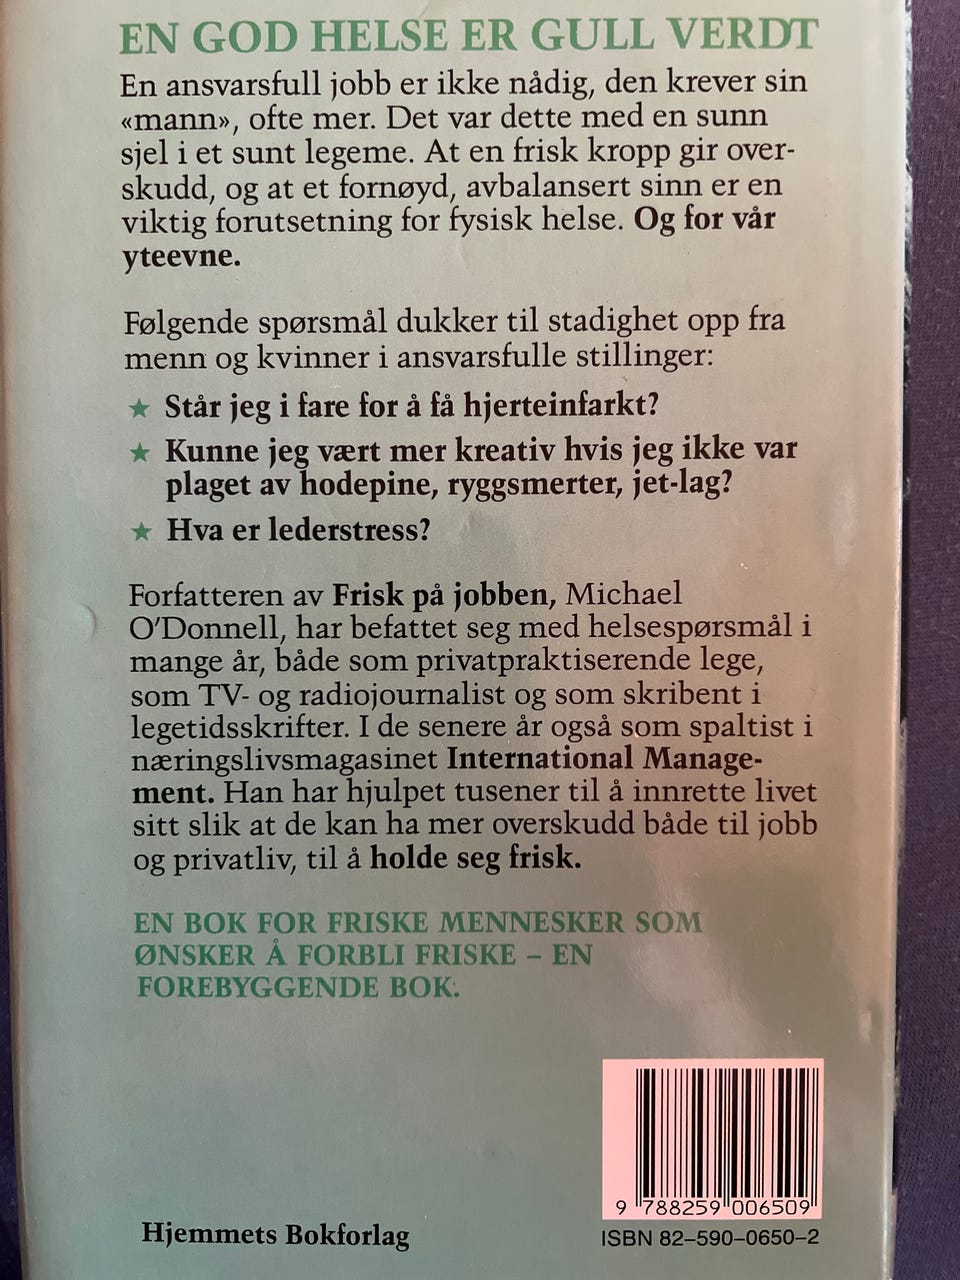 EN GOD HELSE ER GULL VERDT
En ansvarsfull jobb er ikke nådig, den krever sin
«mann», ofte mer. Det var dette med en sunn
sjel i et sunt legeme. At en frisk kropp gir over-
skudd, og at et fornøyd, avbalansert sinn er en
viktig forutsetning for fysisk helse. Og for vår
yteevne.
Følgende spørsmål dukker til stadighet opp fra
menn og kvinner i ansvarsfulle stillinger:
★ Står jeg i fare for å få hjerteinfarkt?
★ Kunne jeg vært mer kreativ hvis jeg ikke var
plaget av hodepine, ryggsmerter, jet-lag?
★ Hva er lederstress?
Forfatteren av Frisk på jobben, Michael
O'Donnell, har befattet seg med helsespørsmål i
mange år, både som privatpraktiserende lege,
som TV- og radiojournalist og som skribent i
legetidsskrifter. I de senere år også som spaltist i
næringslivsmagasinet International Manage-
ment. Han har hjulpet tusener til å innrette livet
sitt slik at de kan ha mer overskudd både til jobb
og privatliv, til å holde seg frisk.
EN BOK FOR FRISKE MENNESKER SOM
ØNSKER Å FORBLI FRISKE – EN
FOREBYGGENDE BOK.
9 788259 006509
Hjemmets Bokforlag
ISBN 82–590–0650–2